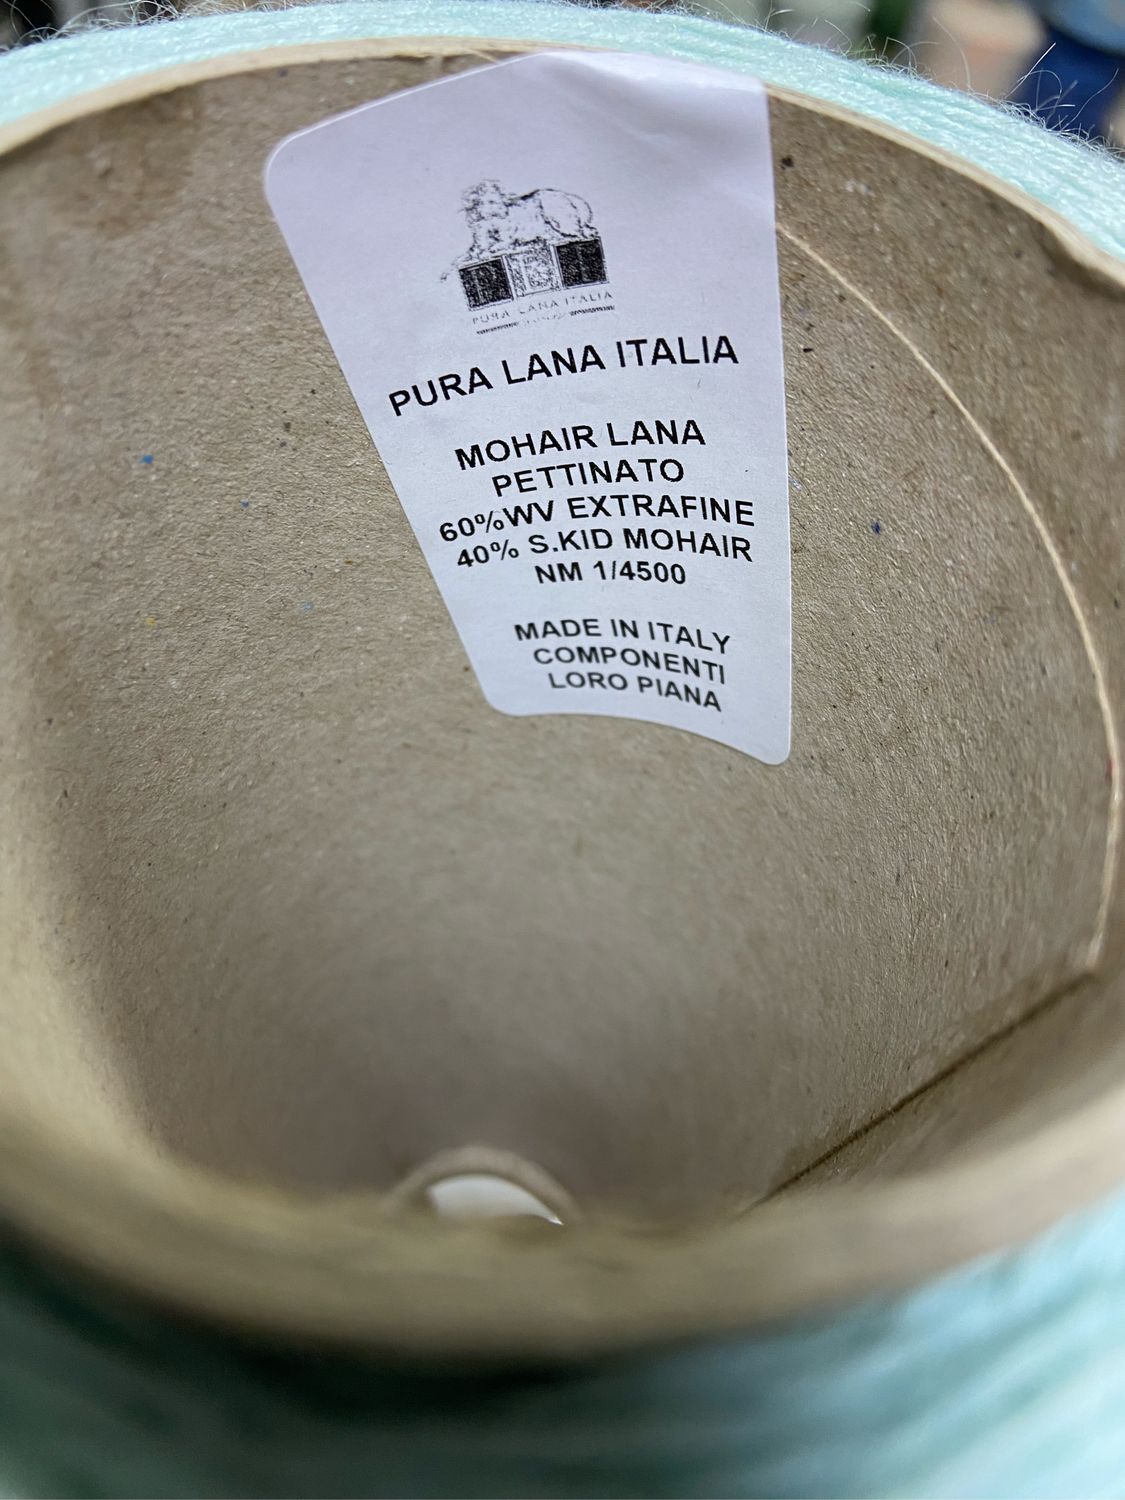 PURA LANA ITALIA
PURA LANA ITALIA
MOHAIR LANA
PETTINATO
60%WV EXTRAFINE
40% S.KID MOHAIR
NM 1/4500
MADE IN ITALY
COMPONENTI
LORO PIANA